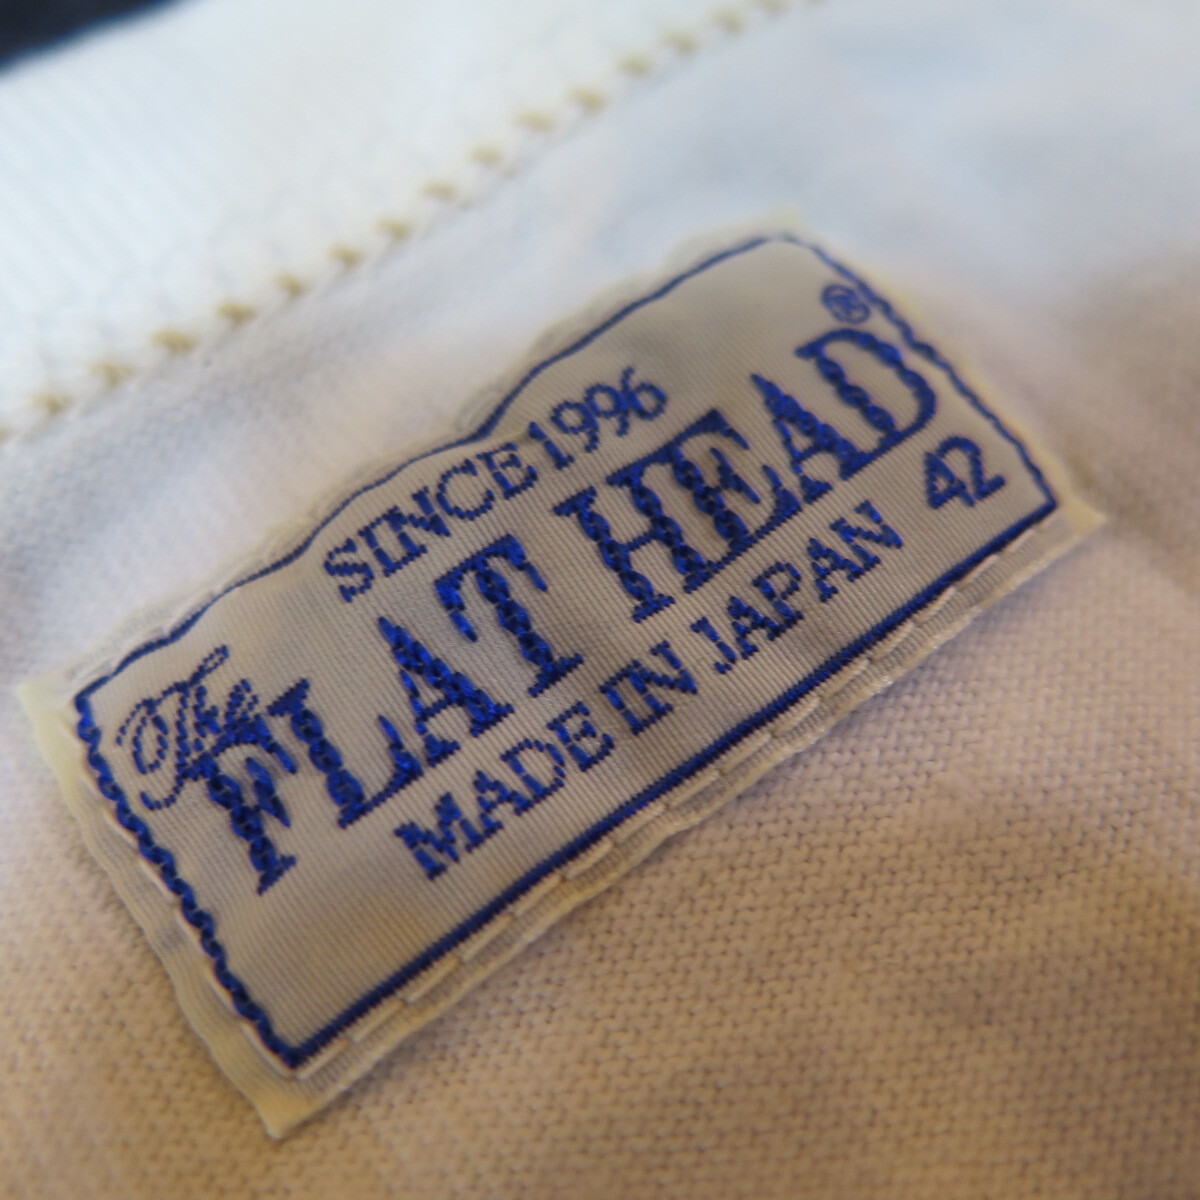 SINCE 1996
The FLAT HEAD®
MADE IN JAPAN 42